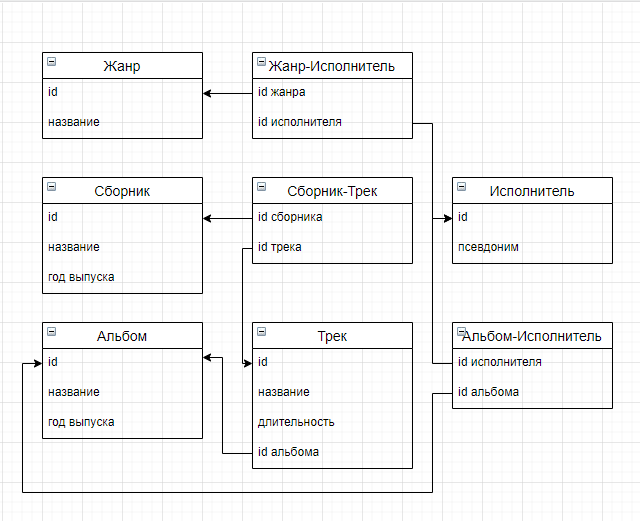 Жанр
id
название
Жанр-Исполнитель
id жанра
id исполнителя
Сборник
id
название
год выпуска
Сборник-Трек
id сборника
id трека
Исполнитель
id
псевдоним
Альбом
id
название
год выпуска
Трек
id
название
длительность
id альбома
Альбом-Исполнитель
id исполнителя
id альбома